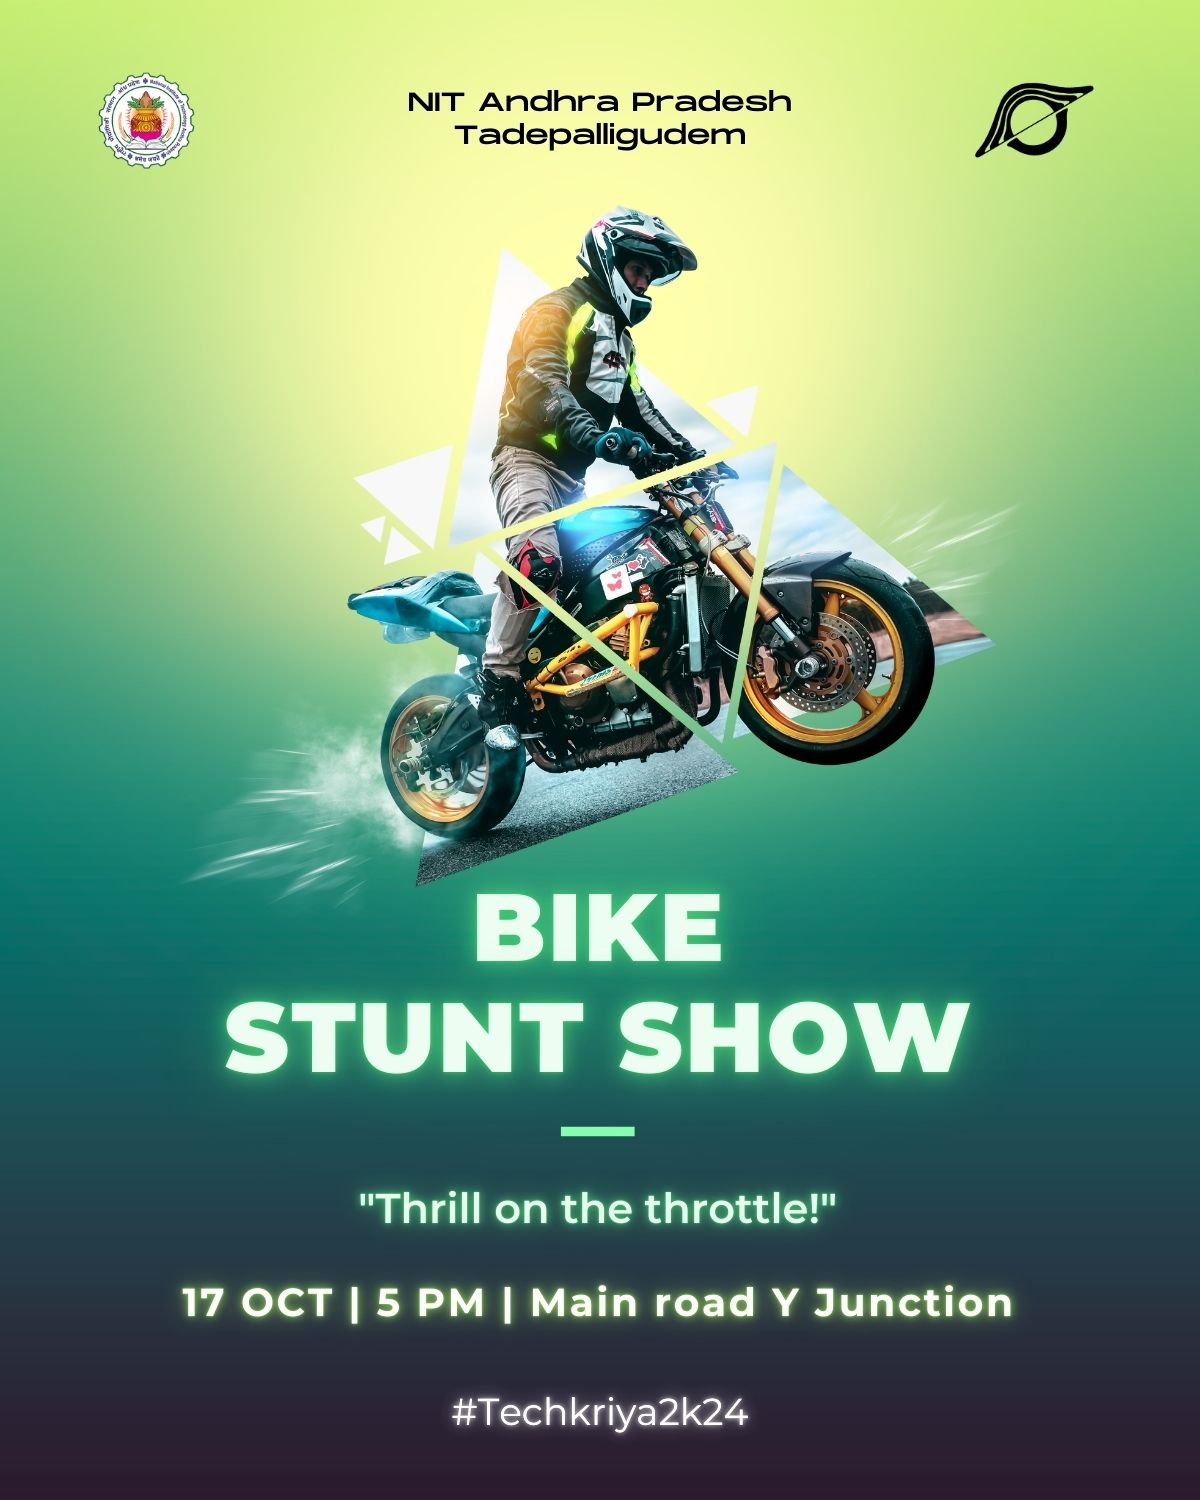 NIT Andhra Pradesh
Tadepalligudem
BIKE
STUNT SHOW
"Thrill on the throttle!"
17 OCT | 5 PM | Main road Y Junction
#Techkriya2k24